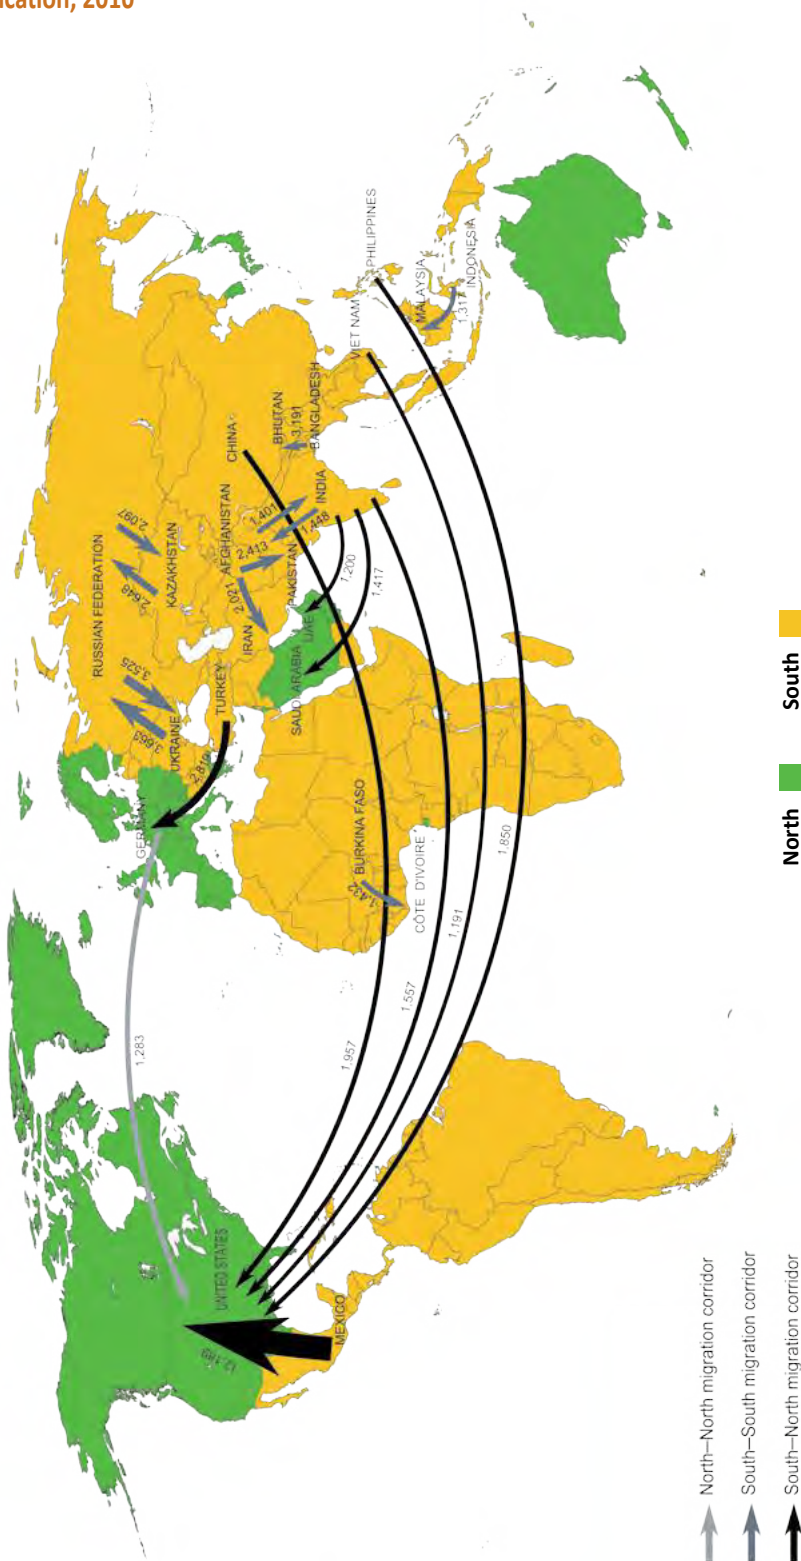 ication, 2010
RUSSIAN FEDERATION
2,097
2,648
KAZAKHSTAN
3,525
3,663
UKRAINE
TURKEY
2,819
GERMANY
1,283
UNITED STATES
12,189
MEXICO
CHINA
AFGHANISTAN
2,413
2,021
IRAN
PAKISTAN
1,401
1,448
INDIA
BHUTAN
3,191
BANGLADESH
VIET NAM
PHILIPPINES
MALAYSIA
1,317
INDONESIA
SAUDI ARABIA
UAE
1,200
1,417
BURKINA FASO
1,432
CÔTE D'IVOIRE
1,957
1,557
1,191
1,850
North–North migration corridor
South–South migration corridor
South–North migration corridor
North
South